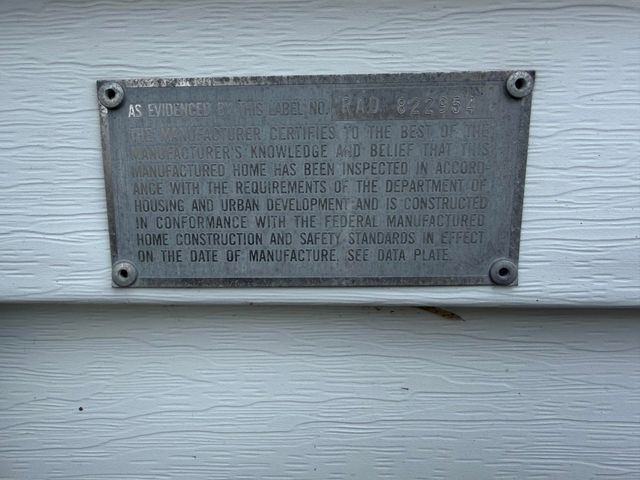 AS EVIDENCED BY THIS LABEL NO. RAD 822954
THE MANUFACTURER CERTIFIES TO THE BEST OF THE
MANUFACTURER'S KNOWLEDGE AND BELIEF THAT THIS
MANUFACTURED HOME HAS BEEN INSPECTED IN ACCORD-
ANCE WITH THE REQUIREMENTS OF THE DEPARTMENT OF
HOUSING AND URBAN DEVELOPMENT AND IS CONSTRUCTED
IN CONFORMANCE WITH THE FEDERAL MANUFACTURED
HOME CONSTRUCTION AND SAFETY STANDARDS IN EFFECT
ON THE DATE OF MANUFACTURE. SEE DATA PLATE.